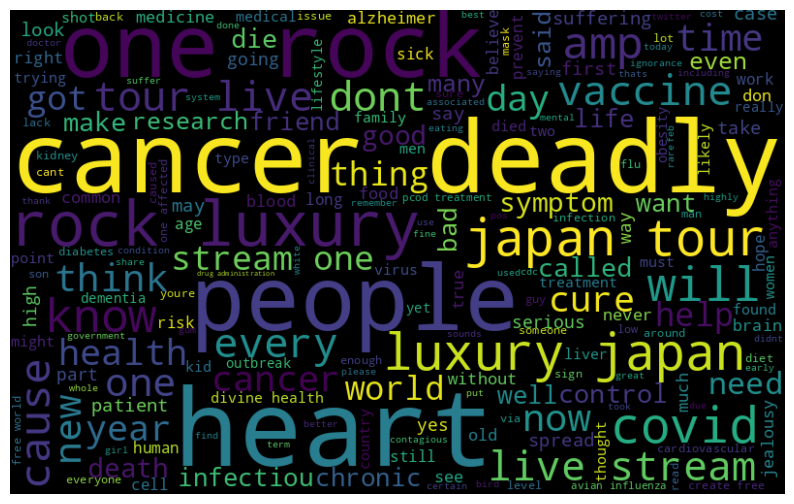 shot back issue alzheimer one rock amp time believe prevent case best twitter cost done today ignorance
look medicine medical die going sick suffering said mask lot doctor
right trying got tour live lifestyle dont day many first even thats saying including
suffer system vaccine work don really
lack make research friend family good say died two life obesity take sure associated mental
kidney cant type men eating clinical flu rare feb likely
cancer deadly thing
thank common caused one affected blood food pcod treatment symptom want highly
rock luxury may age long remember use infection man anything
point diabetes condition fine bad way japan tour
son share stream one white
high think dementia drug administration virus usedcdc called will must hope women
youre people yet true cure treatment found brain
know risk guy serious never help
might government every kid outbreak sounds someone low around didnt
health part whole enough luxury japan liver diet early
cause new one cancer please without sign great
patient divine health world well control much need
year yes put took due jealousy
free world human heart country now covid
girl find better old via spread thought cardiovascular
death term contagious still live stream read
everyone cell infectiou chronic see certain bird level avian influenza create free